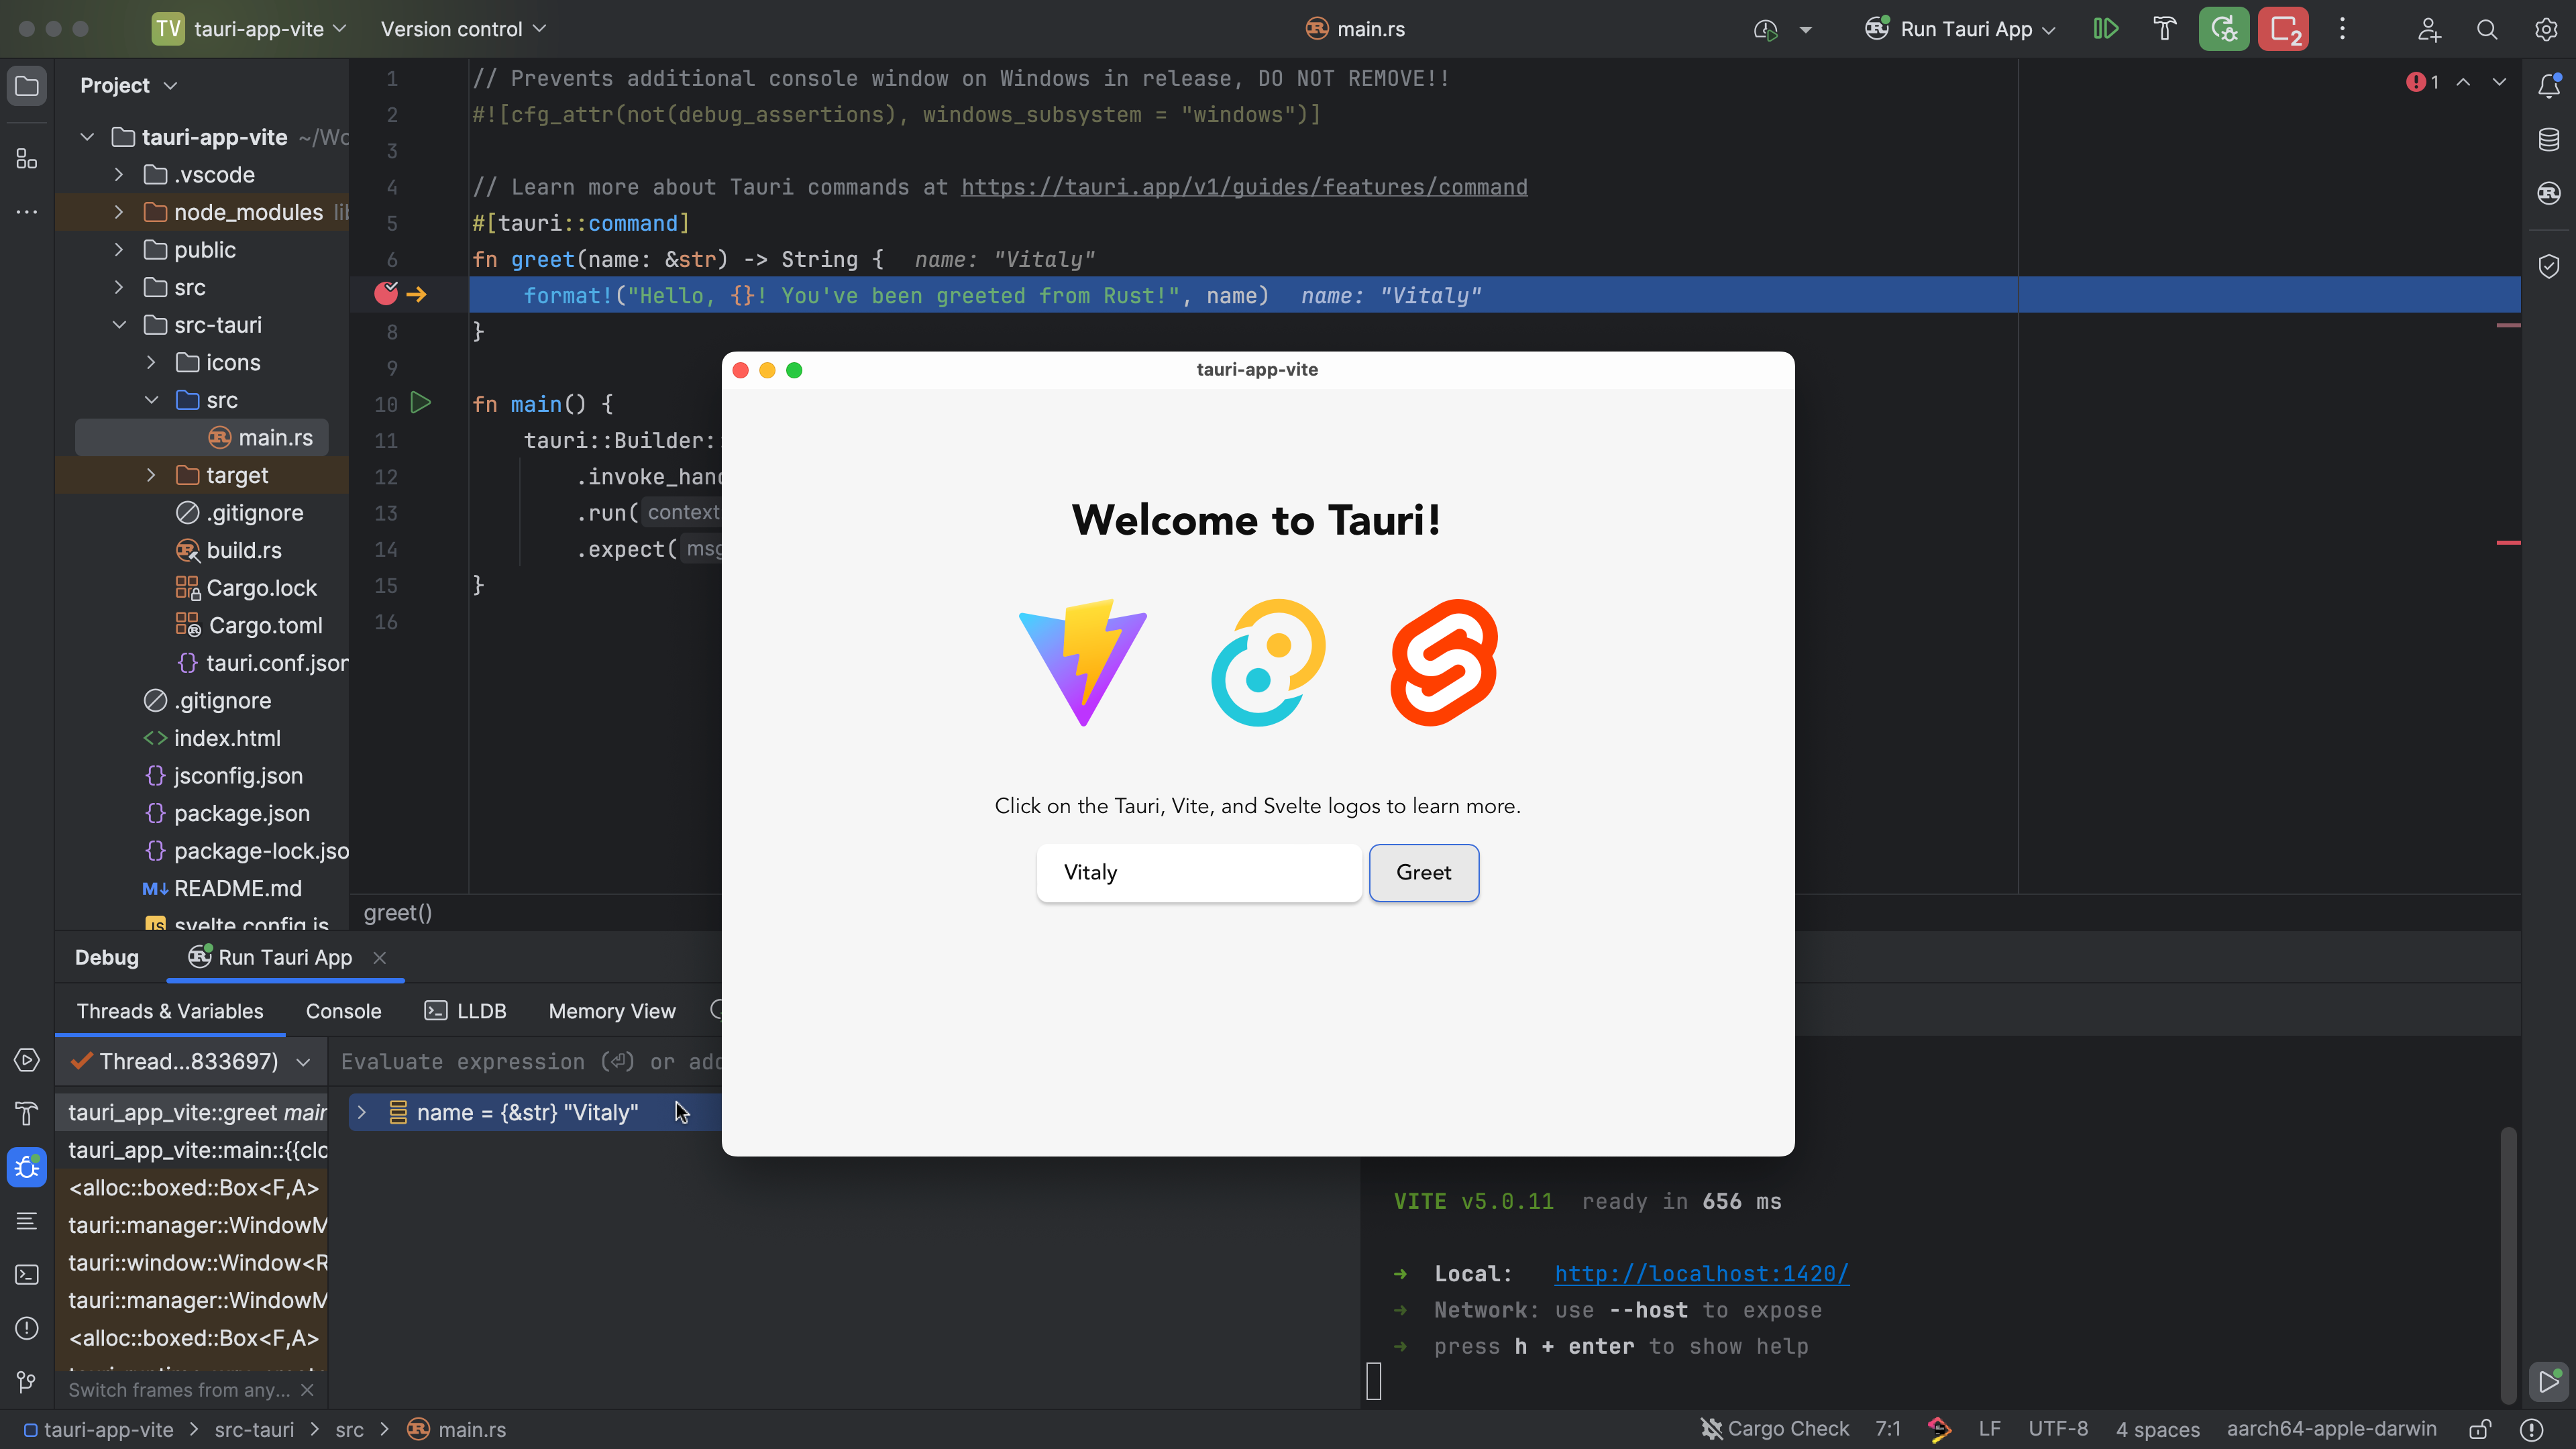 TV tauri-app-vite Version control main.rs Run Tauri App 2
Project
tauri-app-vite ~/Wo
.vscode
node_modules lib
public
src
src-tauri
icons
src
main.rs
target
.gitignore
build.rs
Cargo.lock
Cargo.toml
tauri.conf.json
.gitignore
index.html
jsconfig.json
package.json
package-lock.jso
README.md
svelte.config.js
1 // Prevents additional console window on Windows in release, DO NOT REMOVE!!
2 #![cfg_attr(not(debug_assertions), windows_subsystem = "windows")]
3
4 // Learn more about Tauri commands at https://tauri.app/v1/guides/features/command
5 #[tauri::command]
6 fn greet(name: &str) -> String { name: "Vitaly"
format!("Hello, {}! You've been greeted from Rust!", name) name: "Vitaly"
8 }
9
10 fn main() {
11 tauri::Builder:
12 .invoke_hand
13 .run( context
14 .expect( msg
15 }
16
1
greet()
tauri-app-vite
Welcome to Tauri!
Click on the Tauri, Vite, and Svelte logos to learn more.
Vitaly Greet
Debug Run Tauri App
Threads & Variables Console LLDB Memory View
Thread...833697) Evaluate expression (⏎) or add
tauri_app_vite::greet main
name = {&str} "Vitaly"
tauri_app_vite::main::{{clo
<alloc::boxed::Box<F,A>
tauri::manager::WindowM
tauri::window::Window<R
tauri::manager::WindowM
<alloc::boxed::Box<F,A>
Switch frames from any...
VITE v5.0.11 ready in 656 ms
➜ Local: http://localhost:1420/
➜ Network: use --host to expose
➜ press h + enter to show help
tauri-app-vite > src-tauri > src > main.rs Cargo Check 7:1 LF UTF-8 4 spaces aarch64-apple-darwin